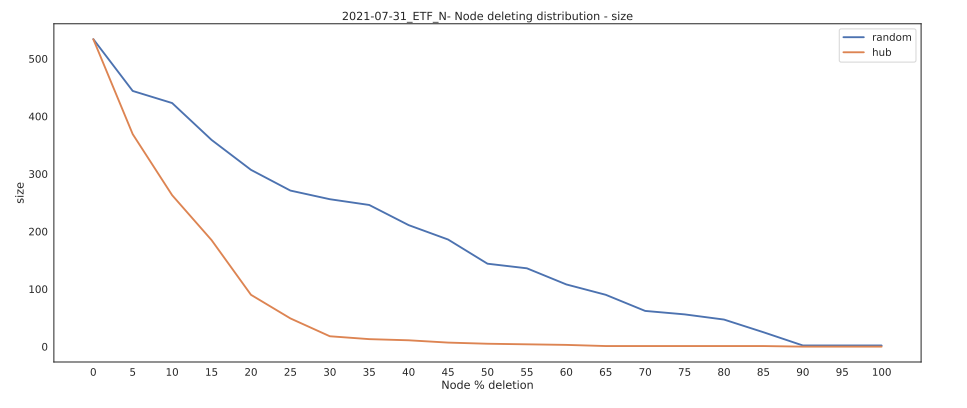 2021-07-31_ETF_N- Node deleting distribution - size
random
hub
size
500
400
300
200
100
0
0 5 10 15 20 25 30 35 40 45 50 55 60 65 70 75 80 85 90 95 100
Node % deletion